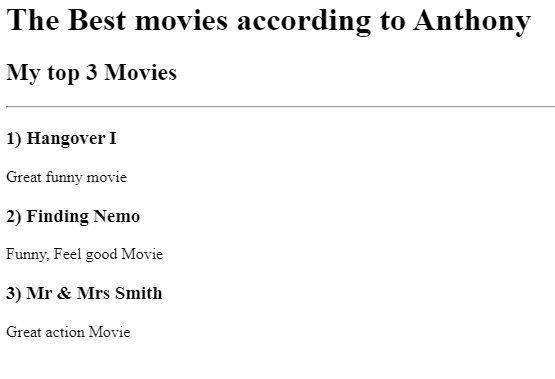 The Best movies according to Anthony
My top 3 Movies
1) Hangover I
Great funny movie
2) Finding Nemo
Funny, Feel good Movie
3) Mr & Mrs Smith
Great action Movie